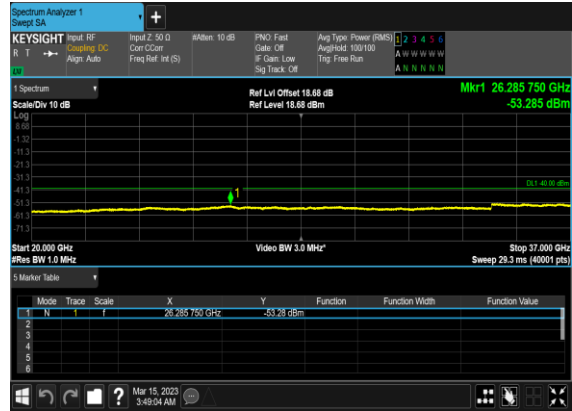 Spectrum Analyzer 1
Swept SA
+
KEYSIGHT Input: RF Input Z: 50 Ω #Atten: 10 dB PNO: Fast Avg Type: Power (RMS) 1 2 3 4 5 6
R T Coupling: DC Corr CCorr Gate: Off Avg|Hold: 100/100 A W W W W W
Align: Auto Freq Ref: Int (S) IF Gain: Low Trig: Free Run
LXI Sig Track: Off A N N N N N
1 Spectrum Ref Lvl Offset 18.68 dB Mkr1 26.285 750 GHz
Scale/Div 10 dB Ref Level 18.68 dBm -53.285 dBm
Log
8.68
-1.32
-11.3
-21.3
-31.3
DL1 -40.00 dBm
-41.3
1
-51.3
-61.3
-71.3
Start 20.000 GHz Video BW 3.0 MHz* Stop 37.000 GHz
#Res BW 1.0 MHz Sweep 29.3 ms (40001 pts)
5 Marker Table
Mode Trace Scale X Y Function Function Width Function Value
1 N 1 f 26.285 750 GHz -53.28 dBm
2
3
4
5
6
? Mar 15, 2023
3:49:04 AM